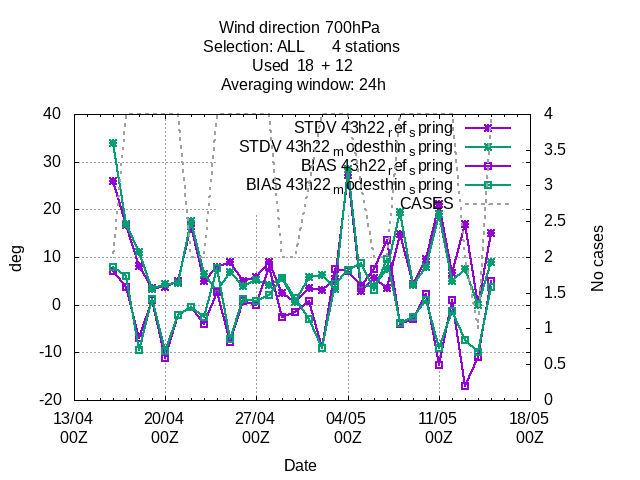 Wind direction 700hPa
Selection: ALL 4 stations
Used 18 + 12
Averaging window: 24h
STDV 43h22_ref_spring
STDV 43h22_modesthin_spring
BIAS 43h22_ref_spring
BIAS 43h22_modesthin_spring
CASES
40
30
20
10
0
-10
-20
deg
4
3.5
3
2.5
2
1.5
1
0.5
0
No cases
13/04 20/04 27/04 04/05 11/05 18/05
00Z 00Z 00Z 00Z 00Z 00Z
Date